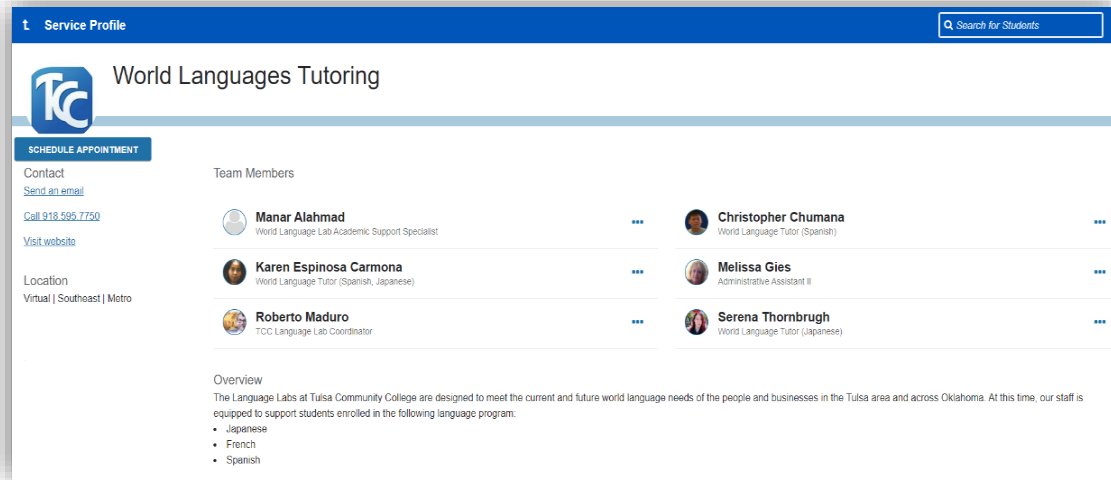 t Service Profile
Search for Students
TCC
World Languages Tutoring
SCHEDULE APPOINTMENT
Contact
Send an email
Call 918.595.7750
Visit website
Location
Virtual | Southeast | Metro
Team Members
Manar Alahmad
World Language Lab Academic Support Specialist
Christopher Chumana
World Language Tutor (Spanish)
Karen Espinosa Carmona
World Language Tutor (Spanish, Japanese)
Melissa Gies
Administrative Assistant II
Roberto Maduro
TCC Language Lab Coordinator
Serena Thornbrugh
World Language Tutor (Japanese)
Overview
The Language Labs at Tulsa Community College are designed to meet the current and future world language needs of the people and businesses in the Tulsa area and across Oklahoma. At this time, our staff is
equipped to support students enrolled in the following language program:
• Japanese
• French
• Spanish